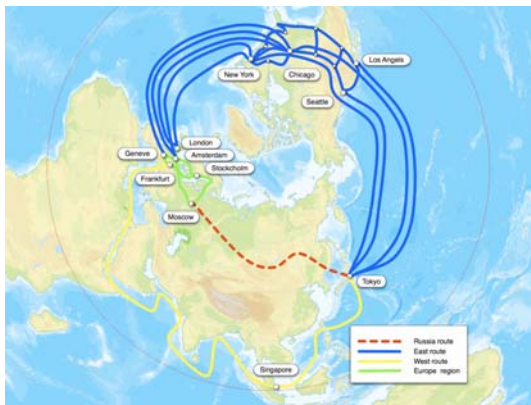 Los Angels
New York
Chicago
Seattle
London
Geneve
Amsterdam
Stockcholm
Frankfurt
Moscow
Tokyo
Russia route
East route
West route
Europe region
Singapore